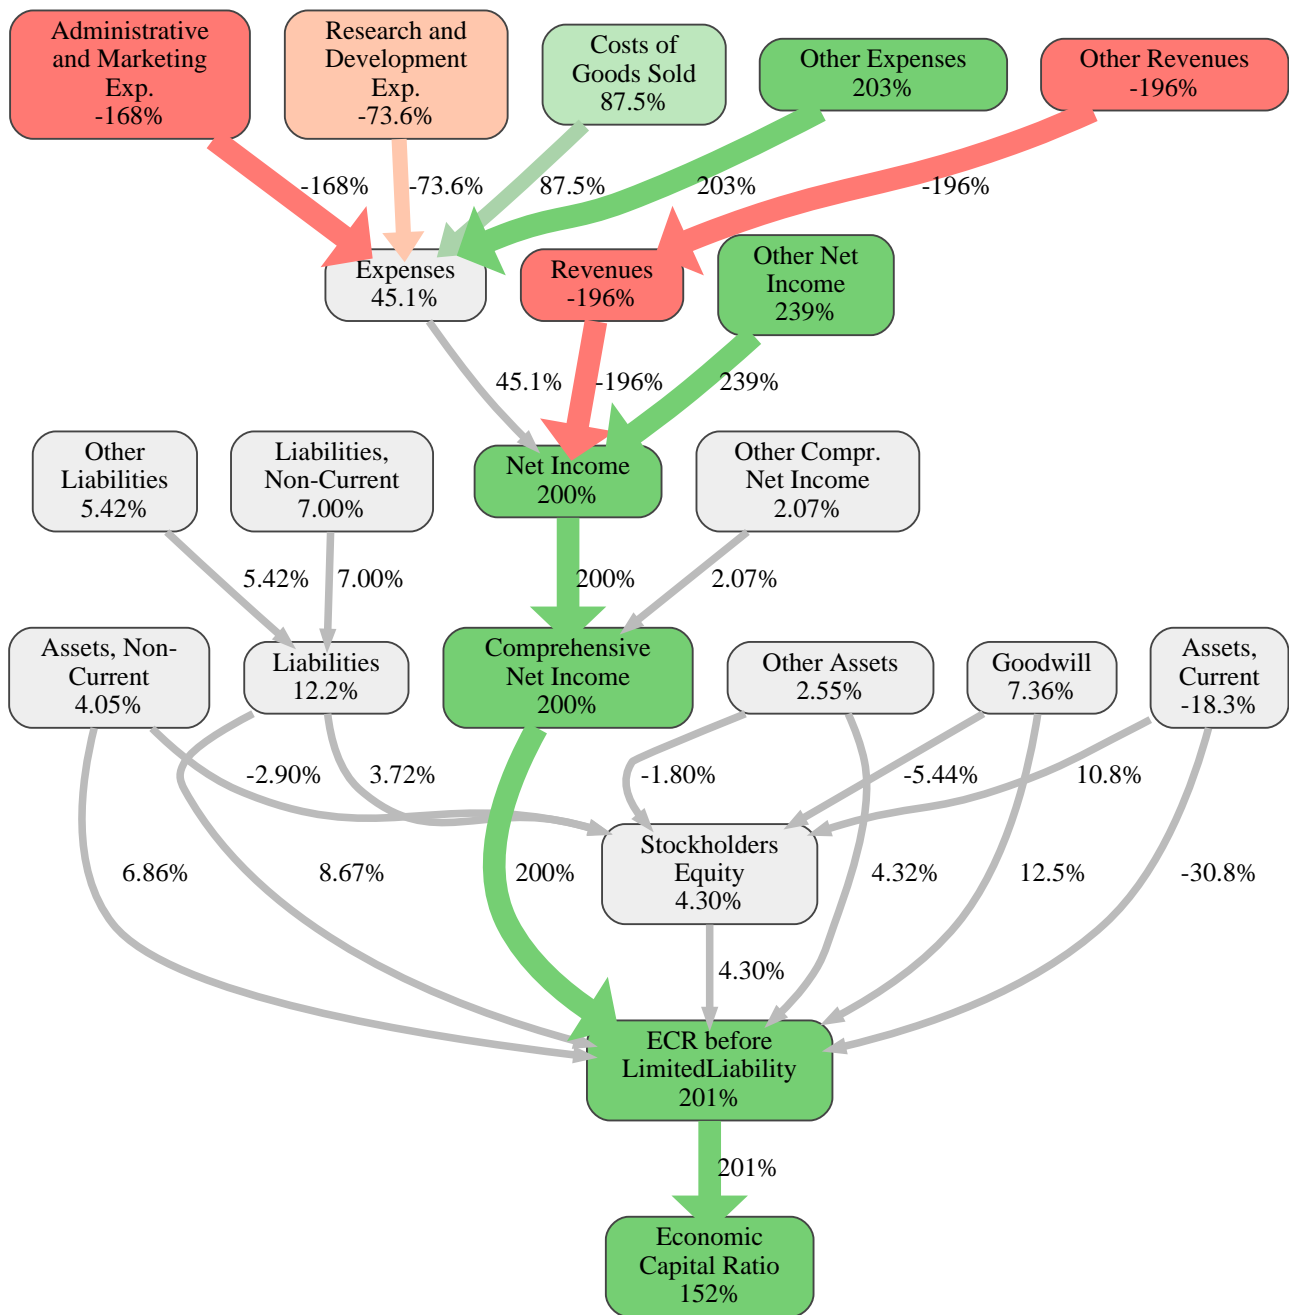 Administrative
and Marketing
Exp.
-168%
Research and
Development
Exp.
-73.6%
Costs of
Goods Sold
87.5%
Other Expenses
203%
Other Revenues
-196%
-168%
-73.6%
87.5%
203%
-196%
Expenses
45.1%
Revenues
-196%
Other Net
Income
239%
45.1%
-196%
239%
Other
Liabilities
5.42%
Liabilities,
Non-Current
7.00%
Net Income
200%
Other Compr.
Net Income
2.07%
5.42%
7.00%
200%
2.07%
Assets, Non-
Current
4.05%
Liabilities
12.2%
Comprehensive
Net Income
200%
Other Assets
2.55%
Goodwill
7.36%
Assets,
Current
-18.3%
-2.90%
3.72%
-1.80%
-5.44%
10.8%
Stockholders
Equity
4.30%
6.86%
8.67%
200%
4.32%
12.5%
-30.8%
4.30%
ECR before
LimitedLiability
201%
201%
Economic
Capital Ratio
152%